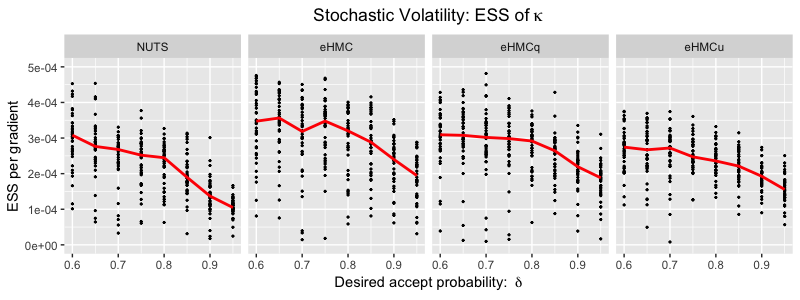 Stochastic Volatility: ESS of κ
NUTS eHMC eHMCq eHMCu
ESS per gradient
5e-04
4e-04
3e-04
2e-04
1e-04
0e+00
0.6 0.7 0.8 0.9 0.6 0.7 0.8 0.9 0.6 0.7 0.8 0.9 0.6 0.7 0.8 0.9
Desired accept probability: δ